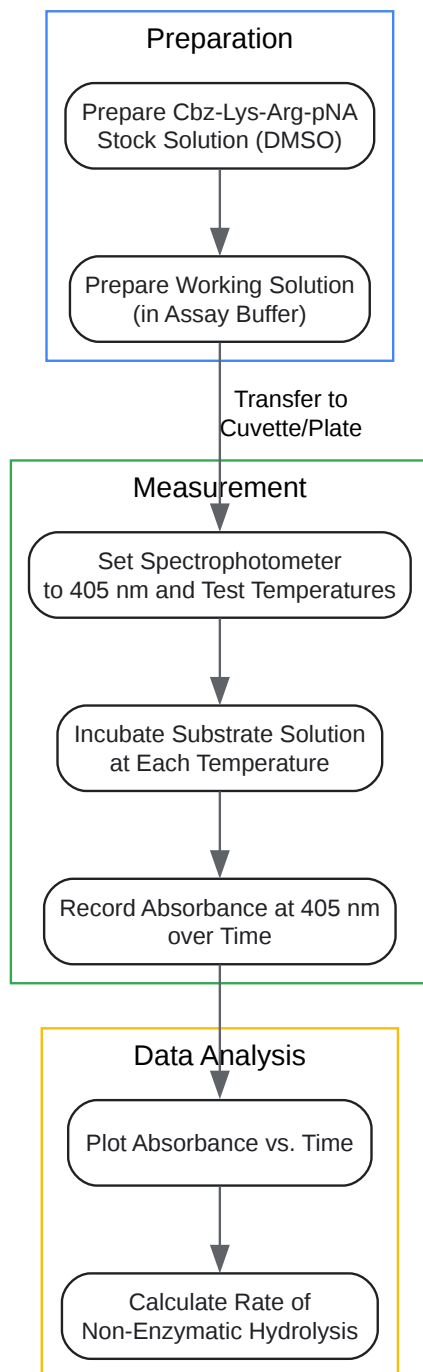 Preparation
Prepare Cbz-Lys-Arg-pNA
Stock Solution (DMSO)
Prepare Working Solution
(in Assay Buffer)
Transfer to
Cuvette/Plate
Measurement
Set Spectrophotometer
to 405 nm and Test Temperatures
Incubate Substrate Solution
at Each Temperature
Record Absorbance at 405 nm
over Time
Data Analysis
Plot Absorbance vs. Time
Calculate Rate of
Non-Enzymatic Hydrolysis